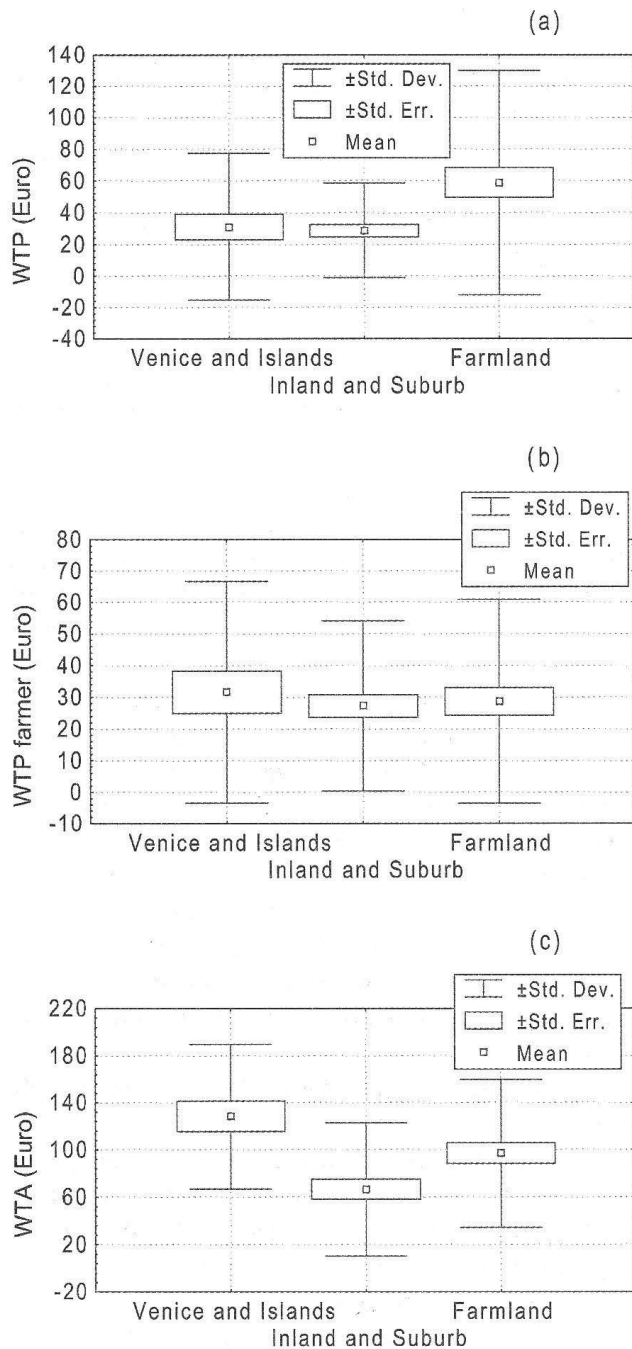 (a)
WTP (Euro)
140
120
100
80
60
40
20
0
-20
-40
±Std. Dev.
±Std. Err.
Mean
Venice and Islands
Farmland
Inland and Suburb
(b)
WTP farmer (Euro)
80
70
60
50
40
30
20
10
0
-10
±Std. Dev.
±Std. Err.
Mean
Venice and Islands
Farmland
Inland and Suburb
(c)
WTA (Euro)
220
180
140
100
60
20
-20
±Std. Dev.
±Std. Err.
Mean
Venice and Islands
Farmland
Inland and Suburb